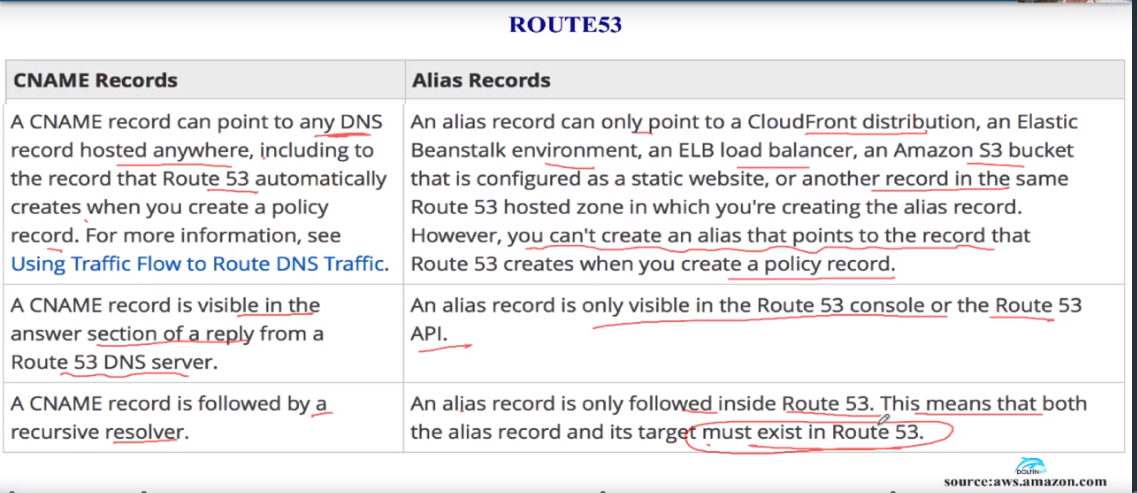 ROUTE53
CNAME Records
Alias Records
A CNAME record can point to any DNS
record hosted anywhere, including to
the record that Route 53 automatically
creates when you create a policy
record. For more information, see
Using Traffic Flow to Route DNS Traffic.
An alias record can only point to a CloudFront distribution, an Elastic
Beanstalk environment, an ELB load balancer, an Amazon S3 bucket
that is configured as a static website, or another record in the same
Route 53 hosted zone in which you're creating the alias record.
However, you can't create an alias that points to the record that
Route 53 creates when you create a policy record.
A CNAME record is visible in the
answer section of a reply from a
Route 53 DNS server.
An alias record is only visible in the Route 53 console or the Route 53
API.
A CNAME record is followed by a
recursive resolver.
An alias record is only followed inside Route 53. This means that both
the alias record and its target must exist in Route 53.
DOLFIN
source:aws.amazon.com